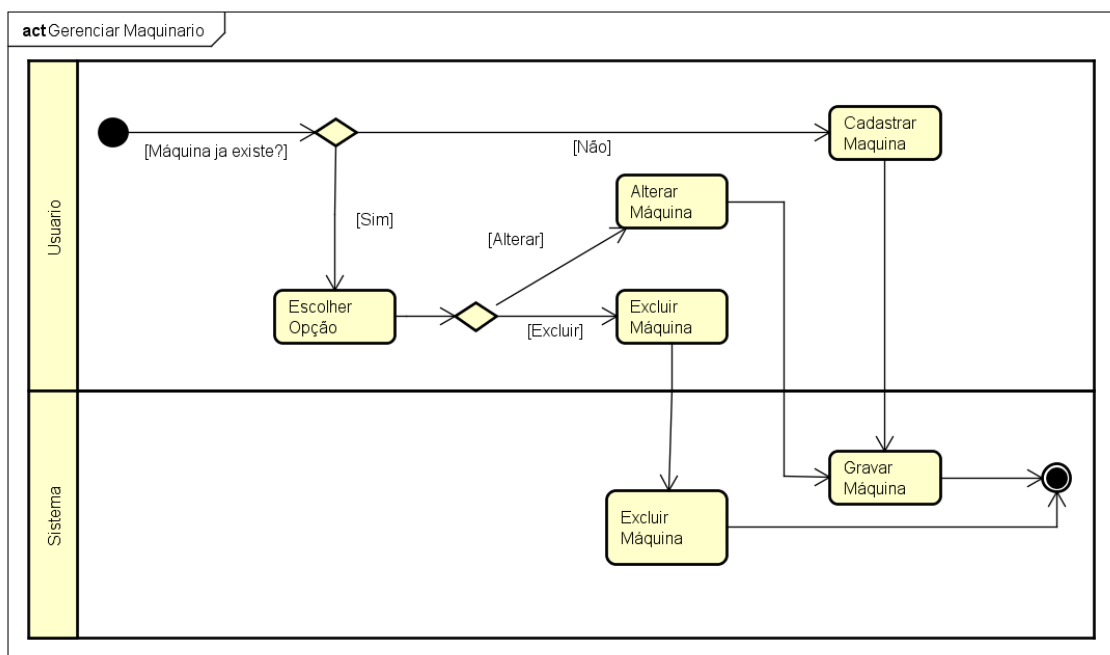 act Gerenciar Maquinario
Usuario
[Máquina ja existe?]
[Não]
Cadastrar
Maquina
[Sim]
[Alterar]
Alterar
Máquina
Escolher
Opção
[Excluir]
Excluir
Máquina
Sistema
Gravar
Máquina
Excluir
Máquina